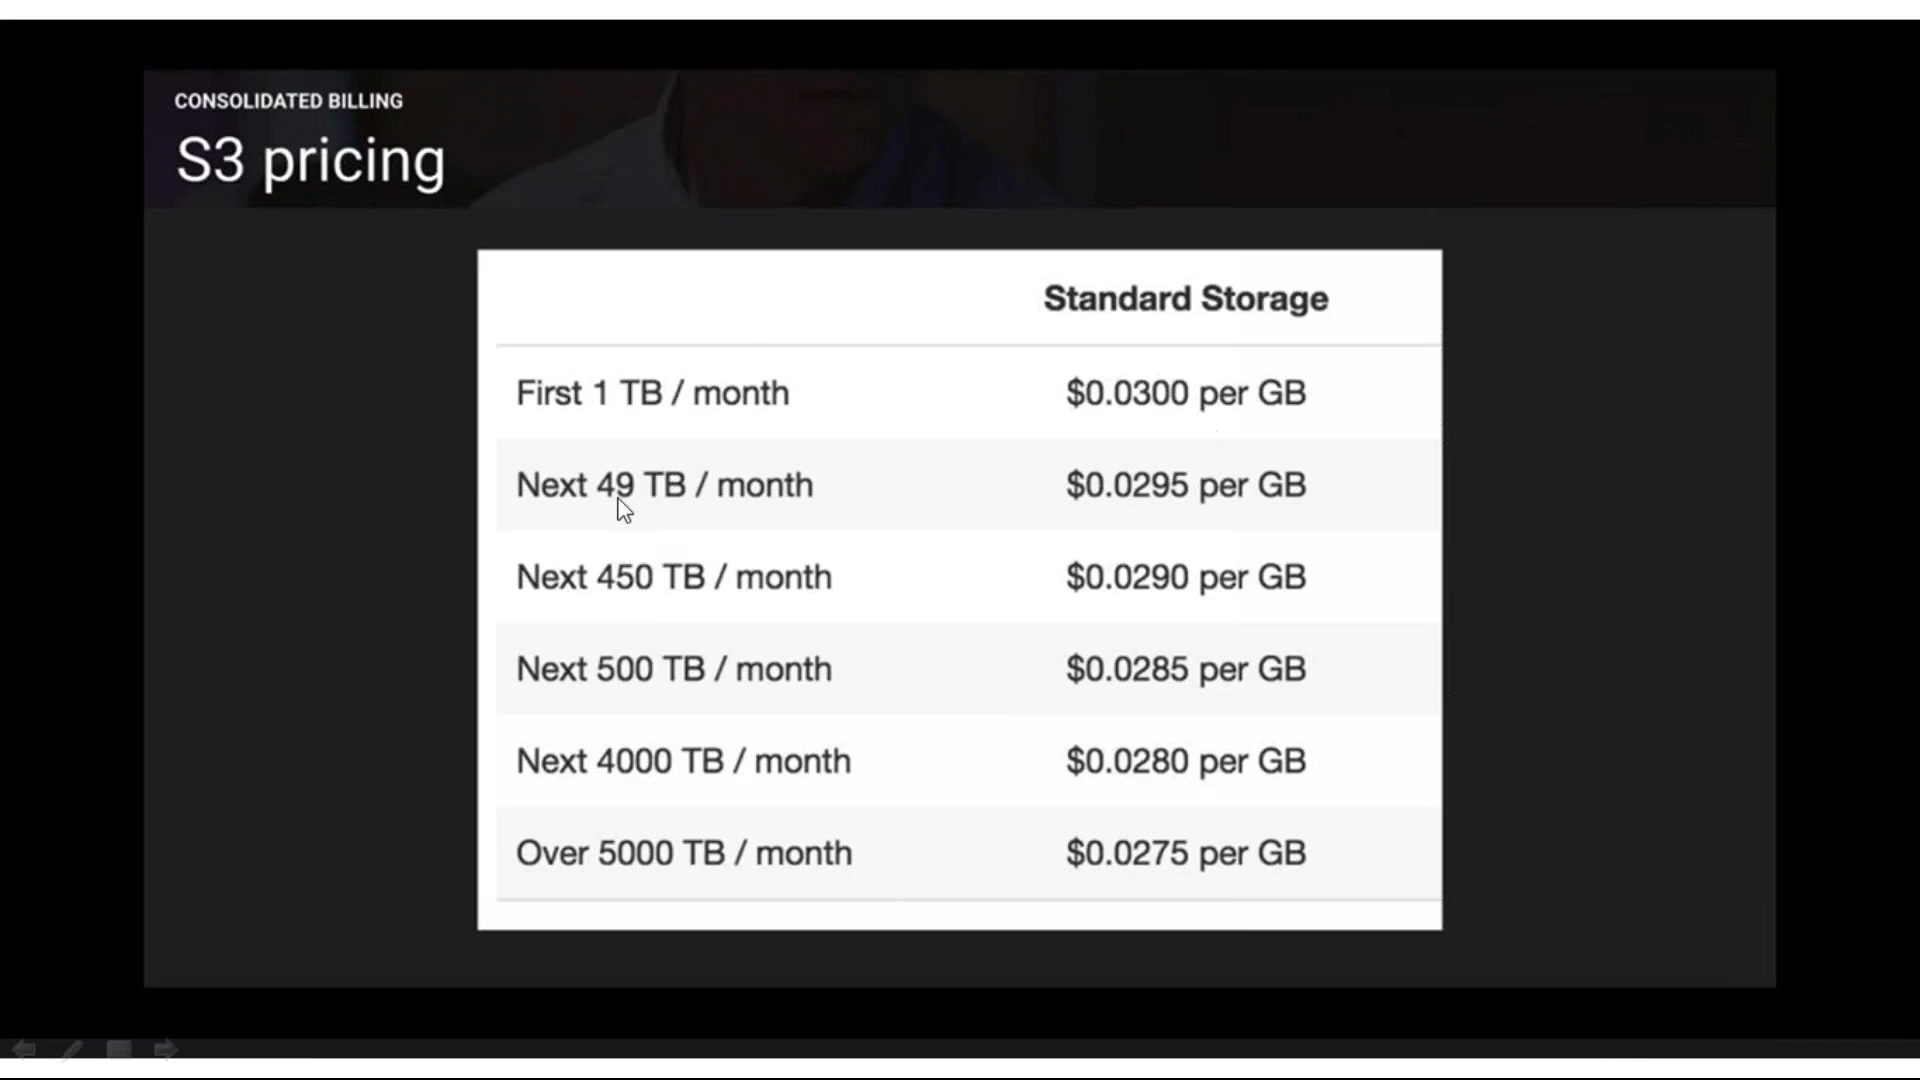 CONSOLIDATED BILLING
S3 pricing
Standard Storage
First 1 TB / month $0.0300 per GB
Next 49 TB / month $0.0295 per GB
Next 450 TB / month $0.0290 per GB
Next 500 TB / month $0.0285 per GB
Next 4000 TB / month $0.0280 per GB
Over 5000 TB / month $0.0275 per GB